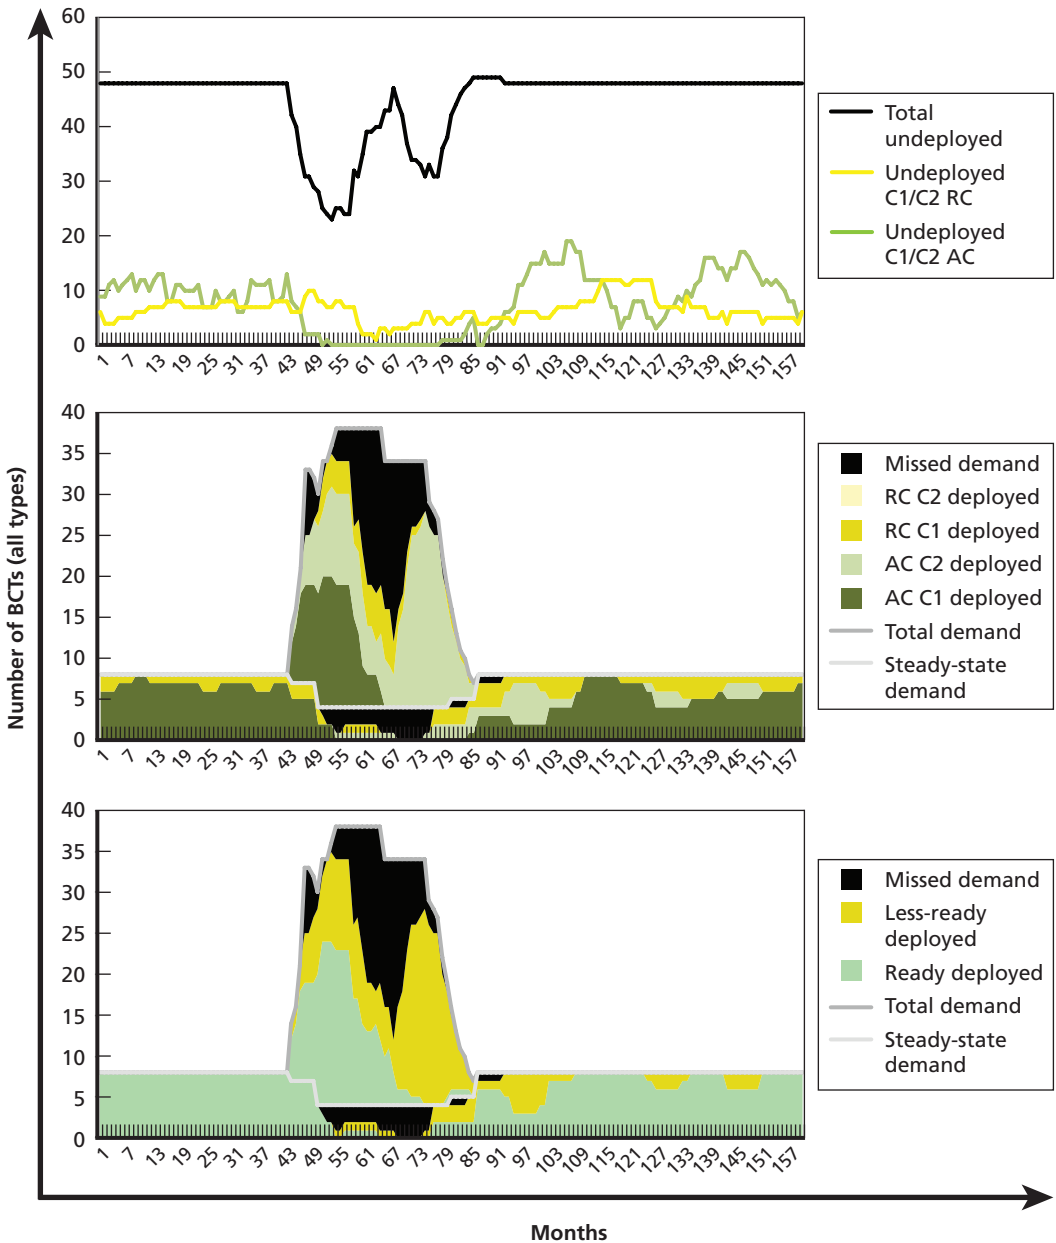 Number of BCTs (all types)
60
50
40
30
20
10
0
1 7 13 19 25 31 37 43 49 55 61 67 73 79 85 91 97 103 109 115 121 127 133 139 145 151 157
Total
undeployed
Undeployed
C1/C2 RC
Undeployed
C1/C2 AC
40
35
30
25
20
15
10
5
0
1 7 13 19 25 31 37 43 49 55 61 67 73 79 85 91 97 103 109 115 121 127 133 139 145 151 157
Missed demand
RC C2 deployed
RC C1 deployed
AC C2 deployed
AC C1 deployed
Total demand
Steady-state
demand
40
35
30
25
20
15
10
5
0
1 7 13 19 25 31 37 43 49 55 61 67 73 79 85 91 97 103 109 115 121 127 133 139 145 151 157
Missed demand
Less-ready
deployed
Ready deployed
Total demand
Steady-state
demand
Months